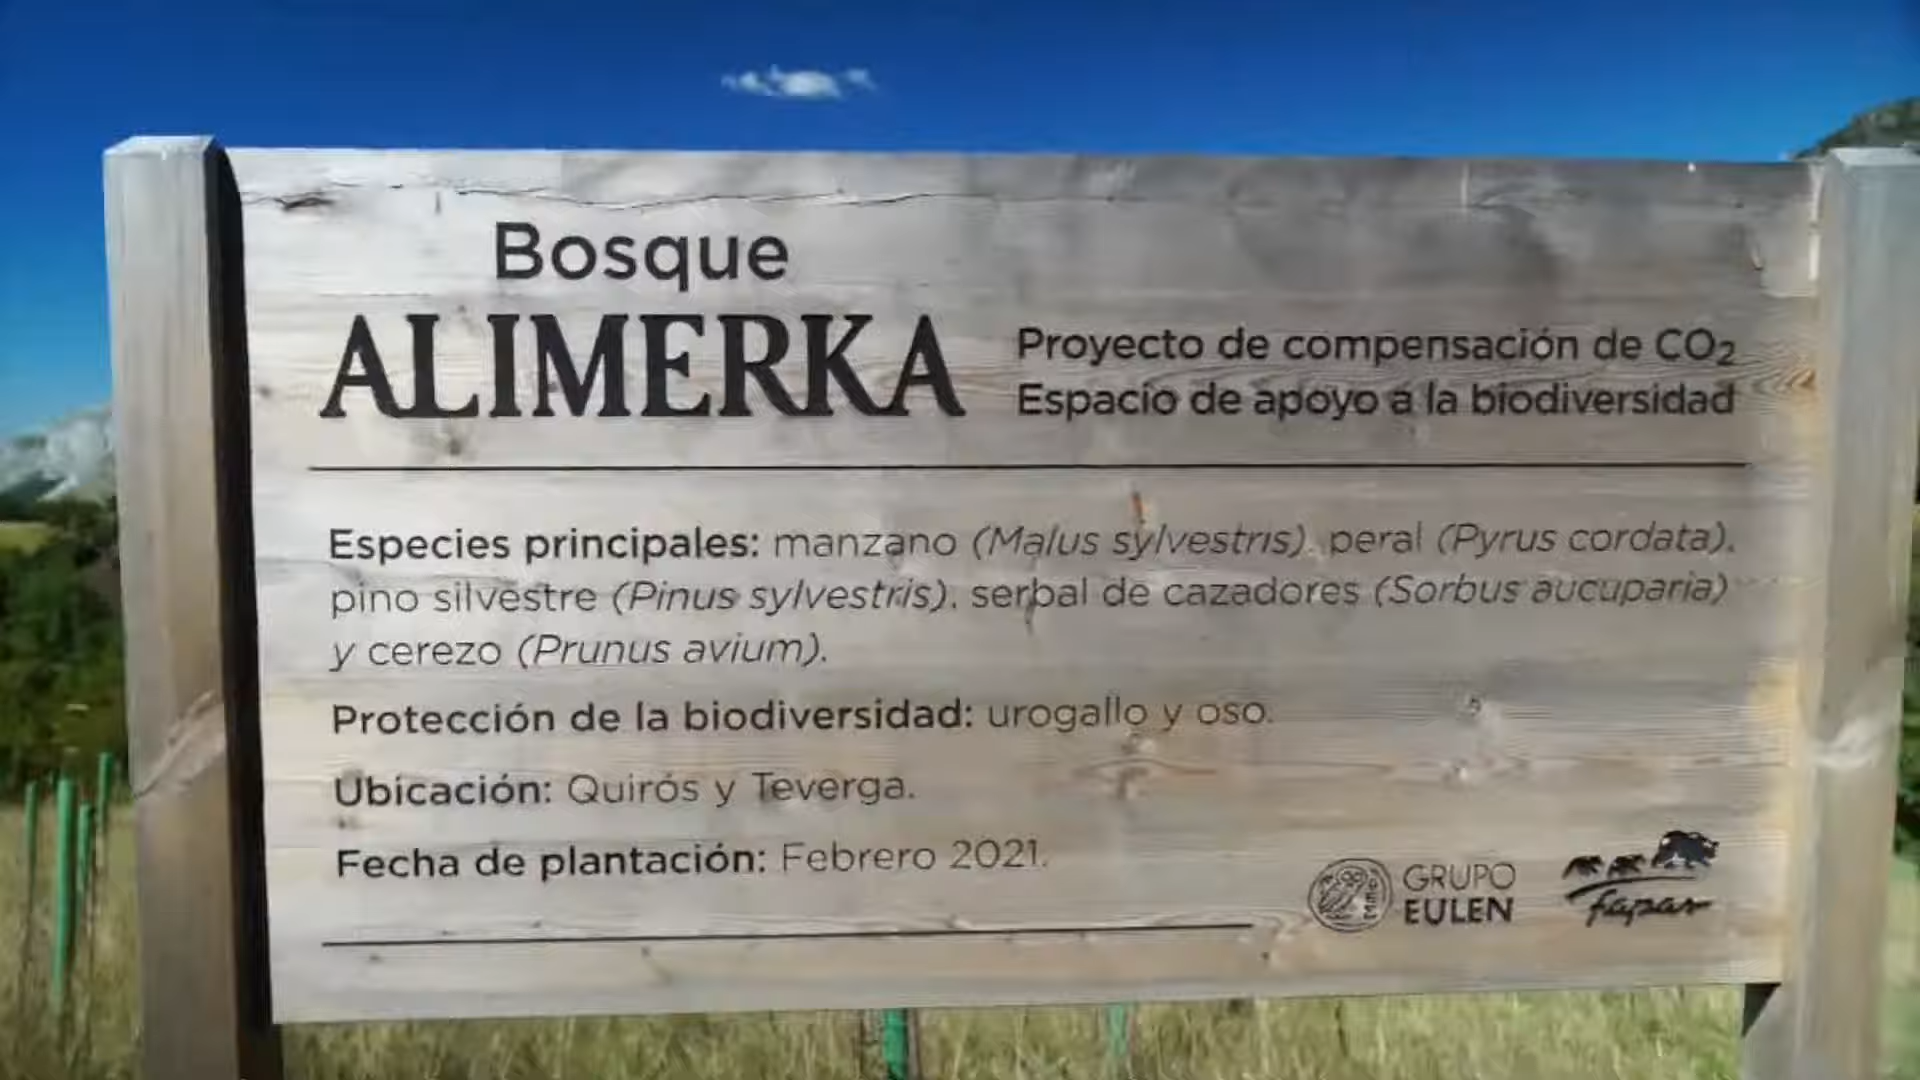 Bosque
ALIMERKA
Proyecto de compensación de CO₂
Espacio de apoyo a la biodiversidad
Especies principales: manzano (Malus sylvestris), peral (Pyrus cordata),
pino silvestre (Pinus sylvestris), serbal de cazadores (Sorbus aucuparia)
y cerezo (Prunus avium).
Protección de la biodiversidad: urogallo y oso.
Ubicación: Quirós y Teverga.
Fecha de plantación: Febrero 2021.
GRUPO
EULEN
fapas